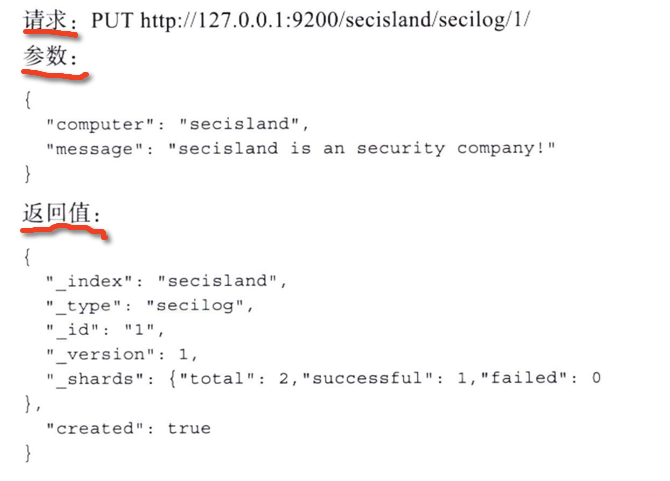 请求：PUT http://127.0.0.1:9200/secisland/secilog/1/
参数：
{
"computer": "secisland",
"message": "secisland is an security company!"
}
返回值：
{
"_index": "secisland",
"_type": "secilog",
"_id": "1",
"_version": 1,
"_shards": {"total": 2,"successful": 1,"failed": 0
},
"created": true
}